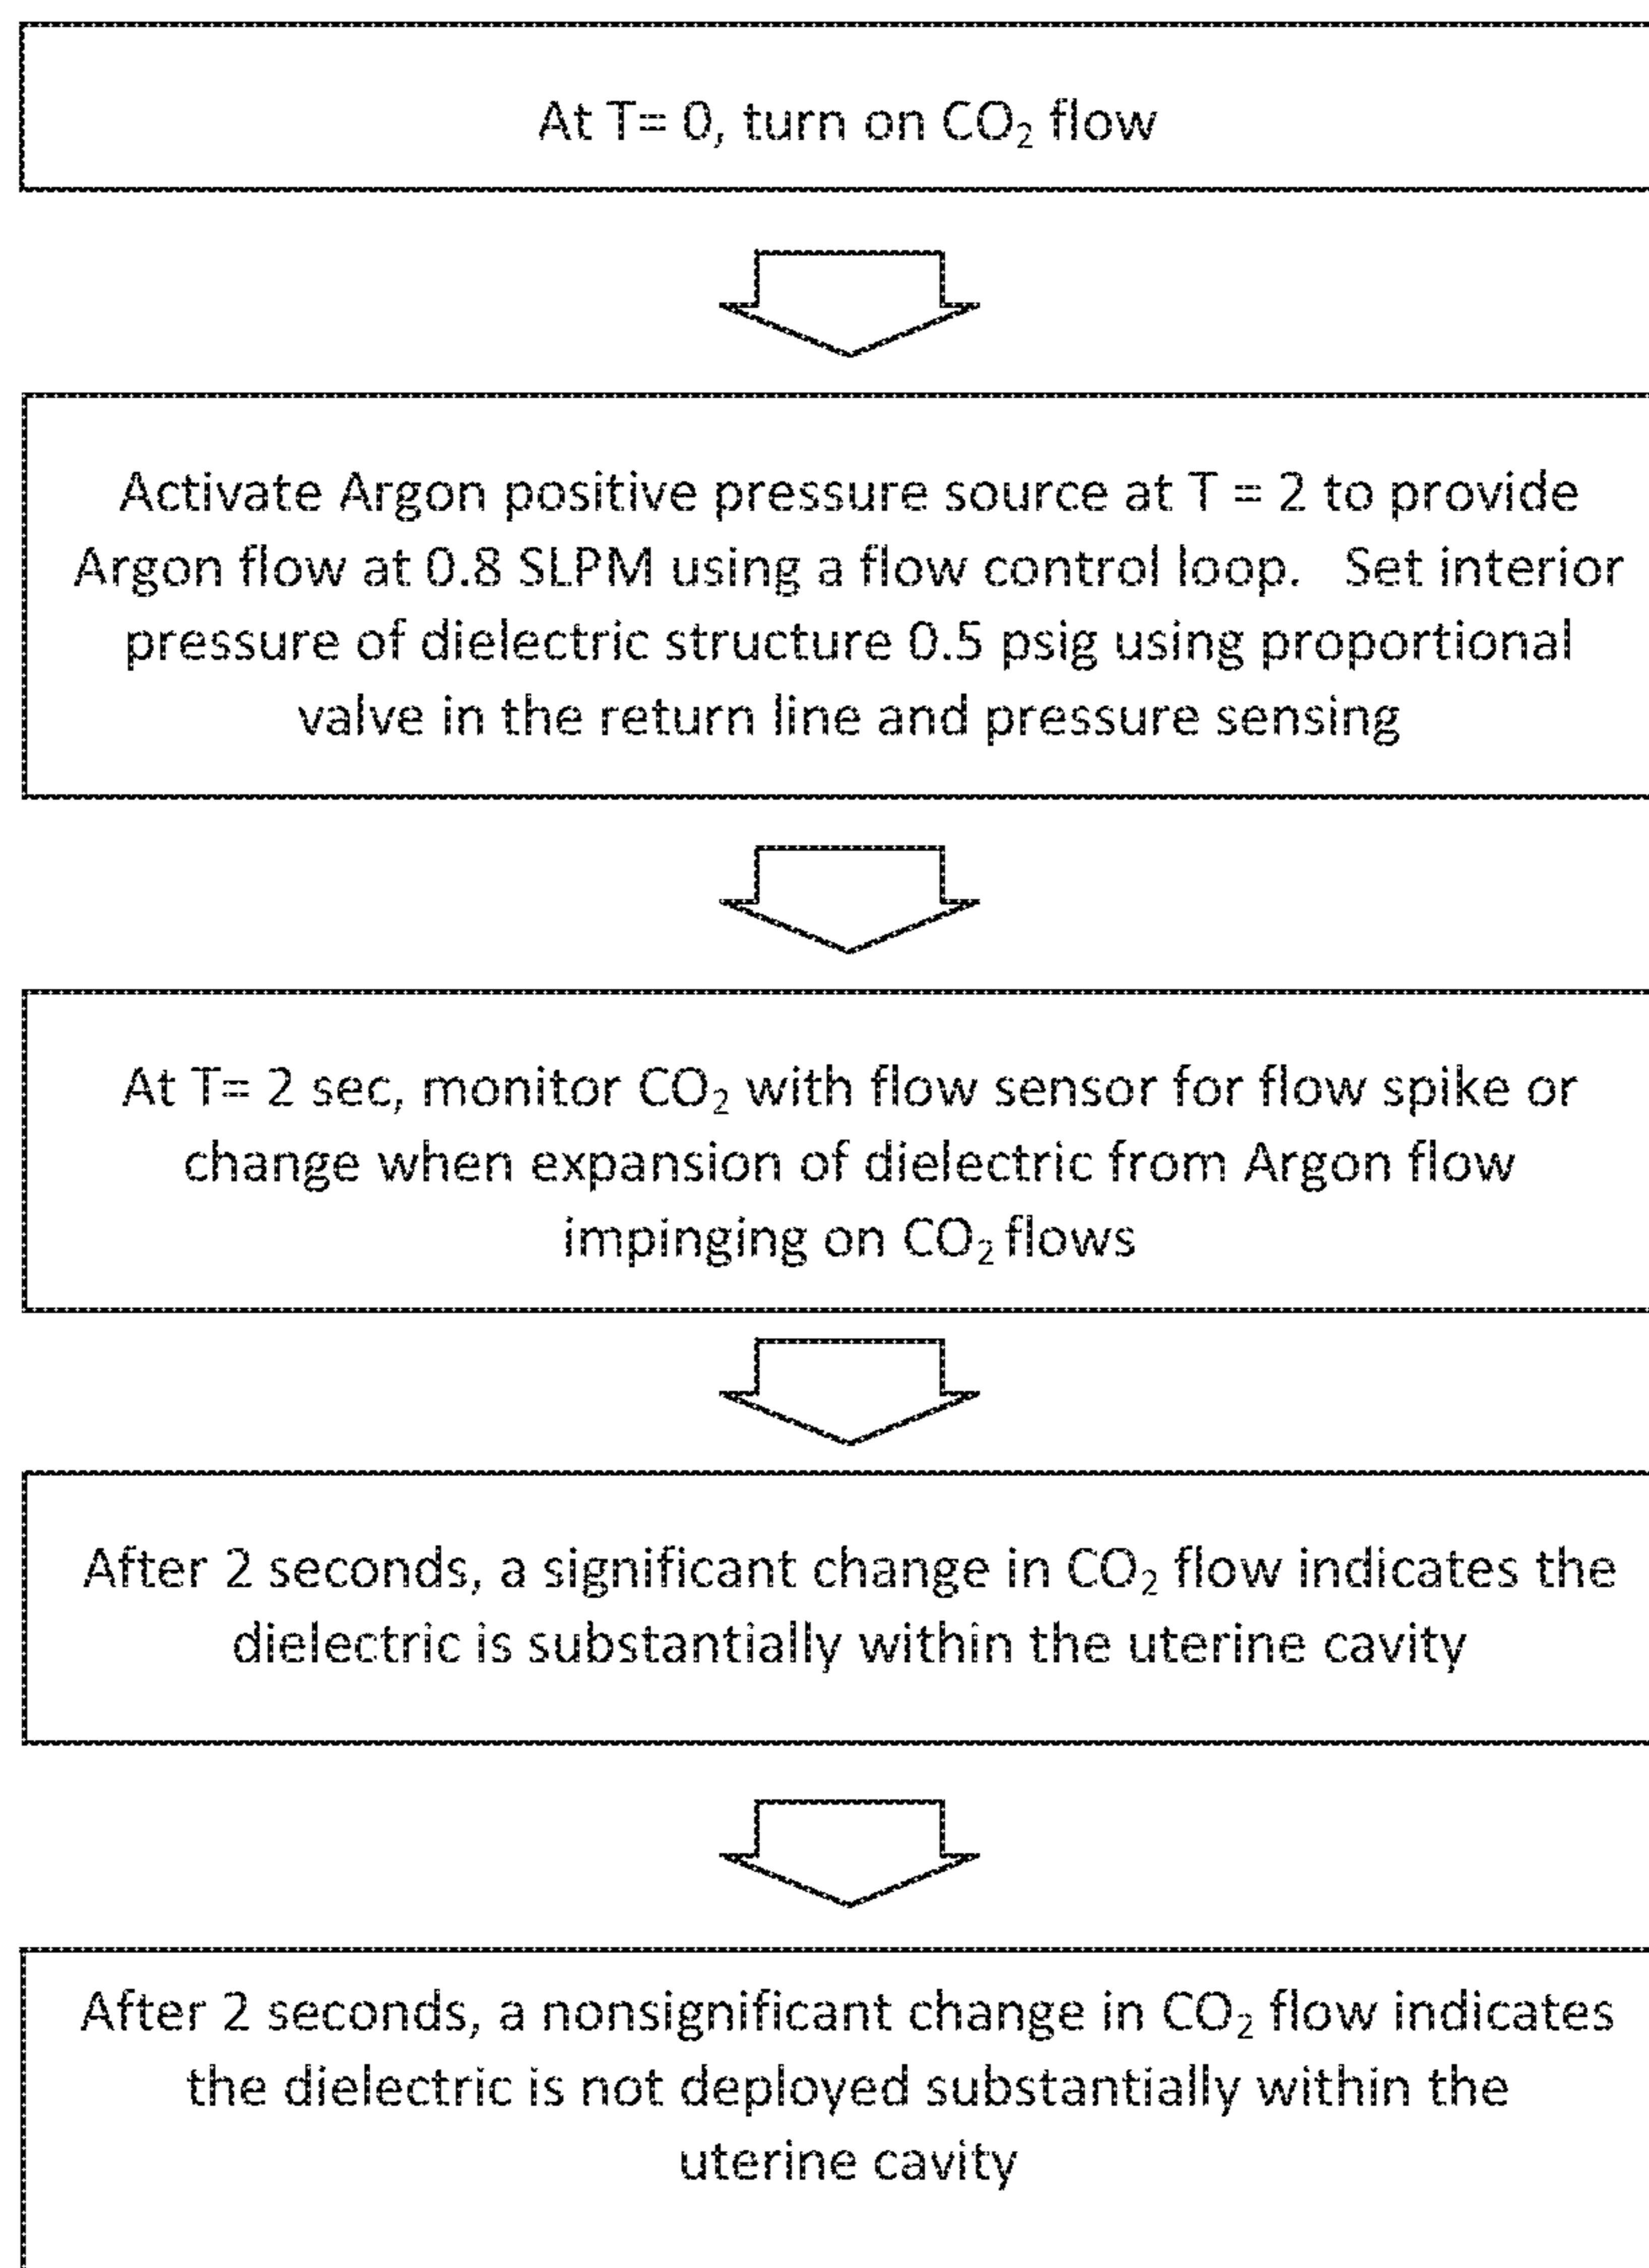 At T= 0, turn on CO₂ flow
Activate Argon positive pressure source at T = 2 to provide
Argon flow at 0.8 SLPM using a flow control loop.   Set interior
pressure of dielectric structure 0.5 psig using proportional
valve in the return line and pressure sensing
At T= 2 sec, monitor CO₂ with flow sensor for flow spike or
change when expansion of dielectric from Argon flow
impinging on CO₂ flows
After 2 seconds, a significant change in CO₂ flow indicates the
dielectric is substantially within the uterine cavity
After 2 seconds, a nonsignificant change in CO₂ flow indicates
the dielectric is not deployed substantially within the
uterine cavity